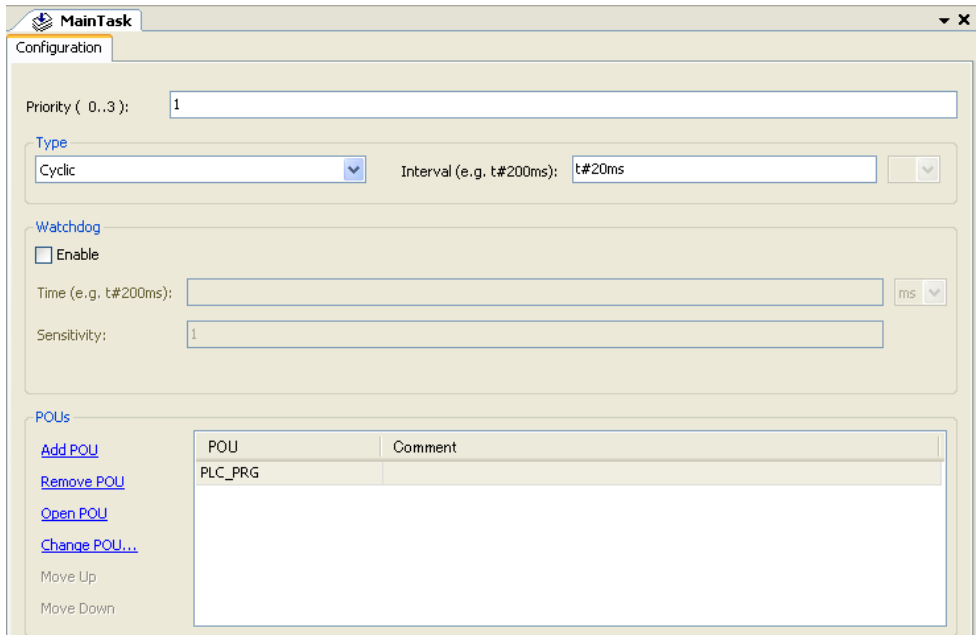 MainTask
Configuration
Priority ( 0..3 ): 1
Type
Cyclic Interval (e.g. t#200ms): t#20ms
Watchdog
Enable
Time (e.g. t#200ms): ms
Sensitivity: 1
POUs
Add POU
Remove POU
Open POU
Change POU...
Move Up
Move Down
POU Comment
PLC_PRG